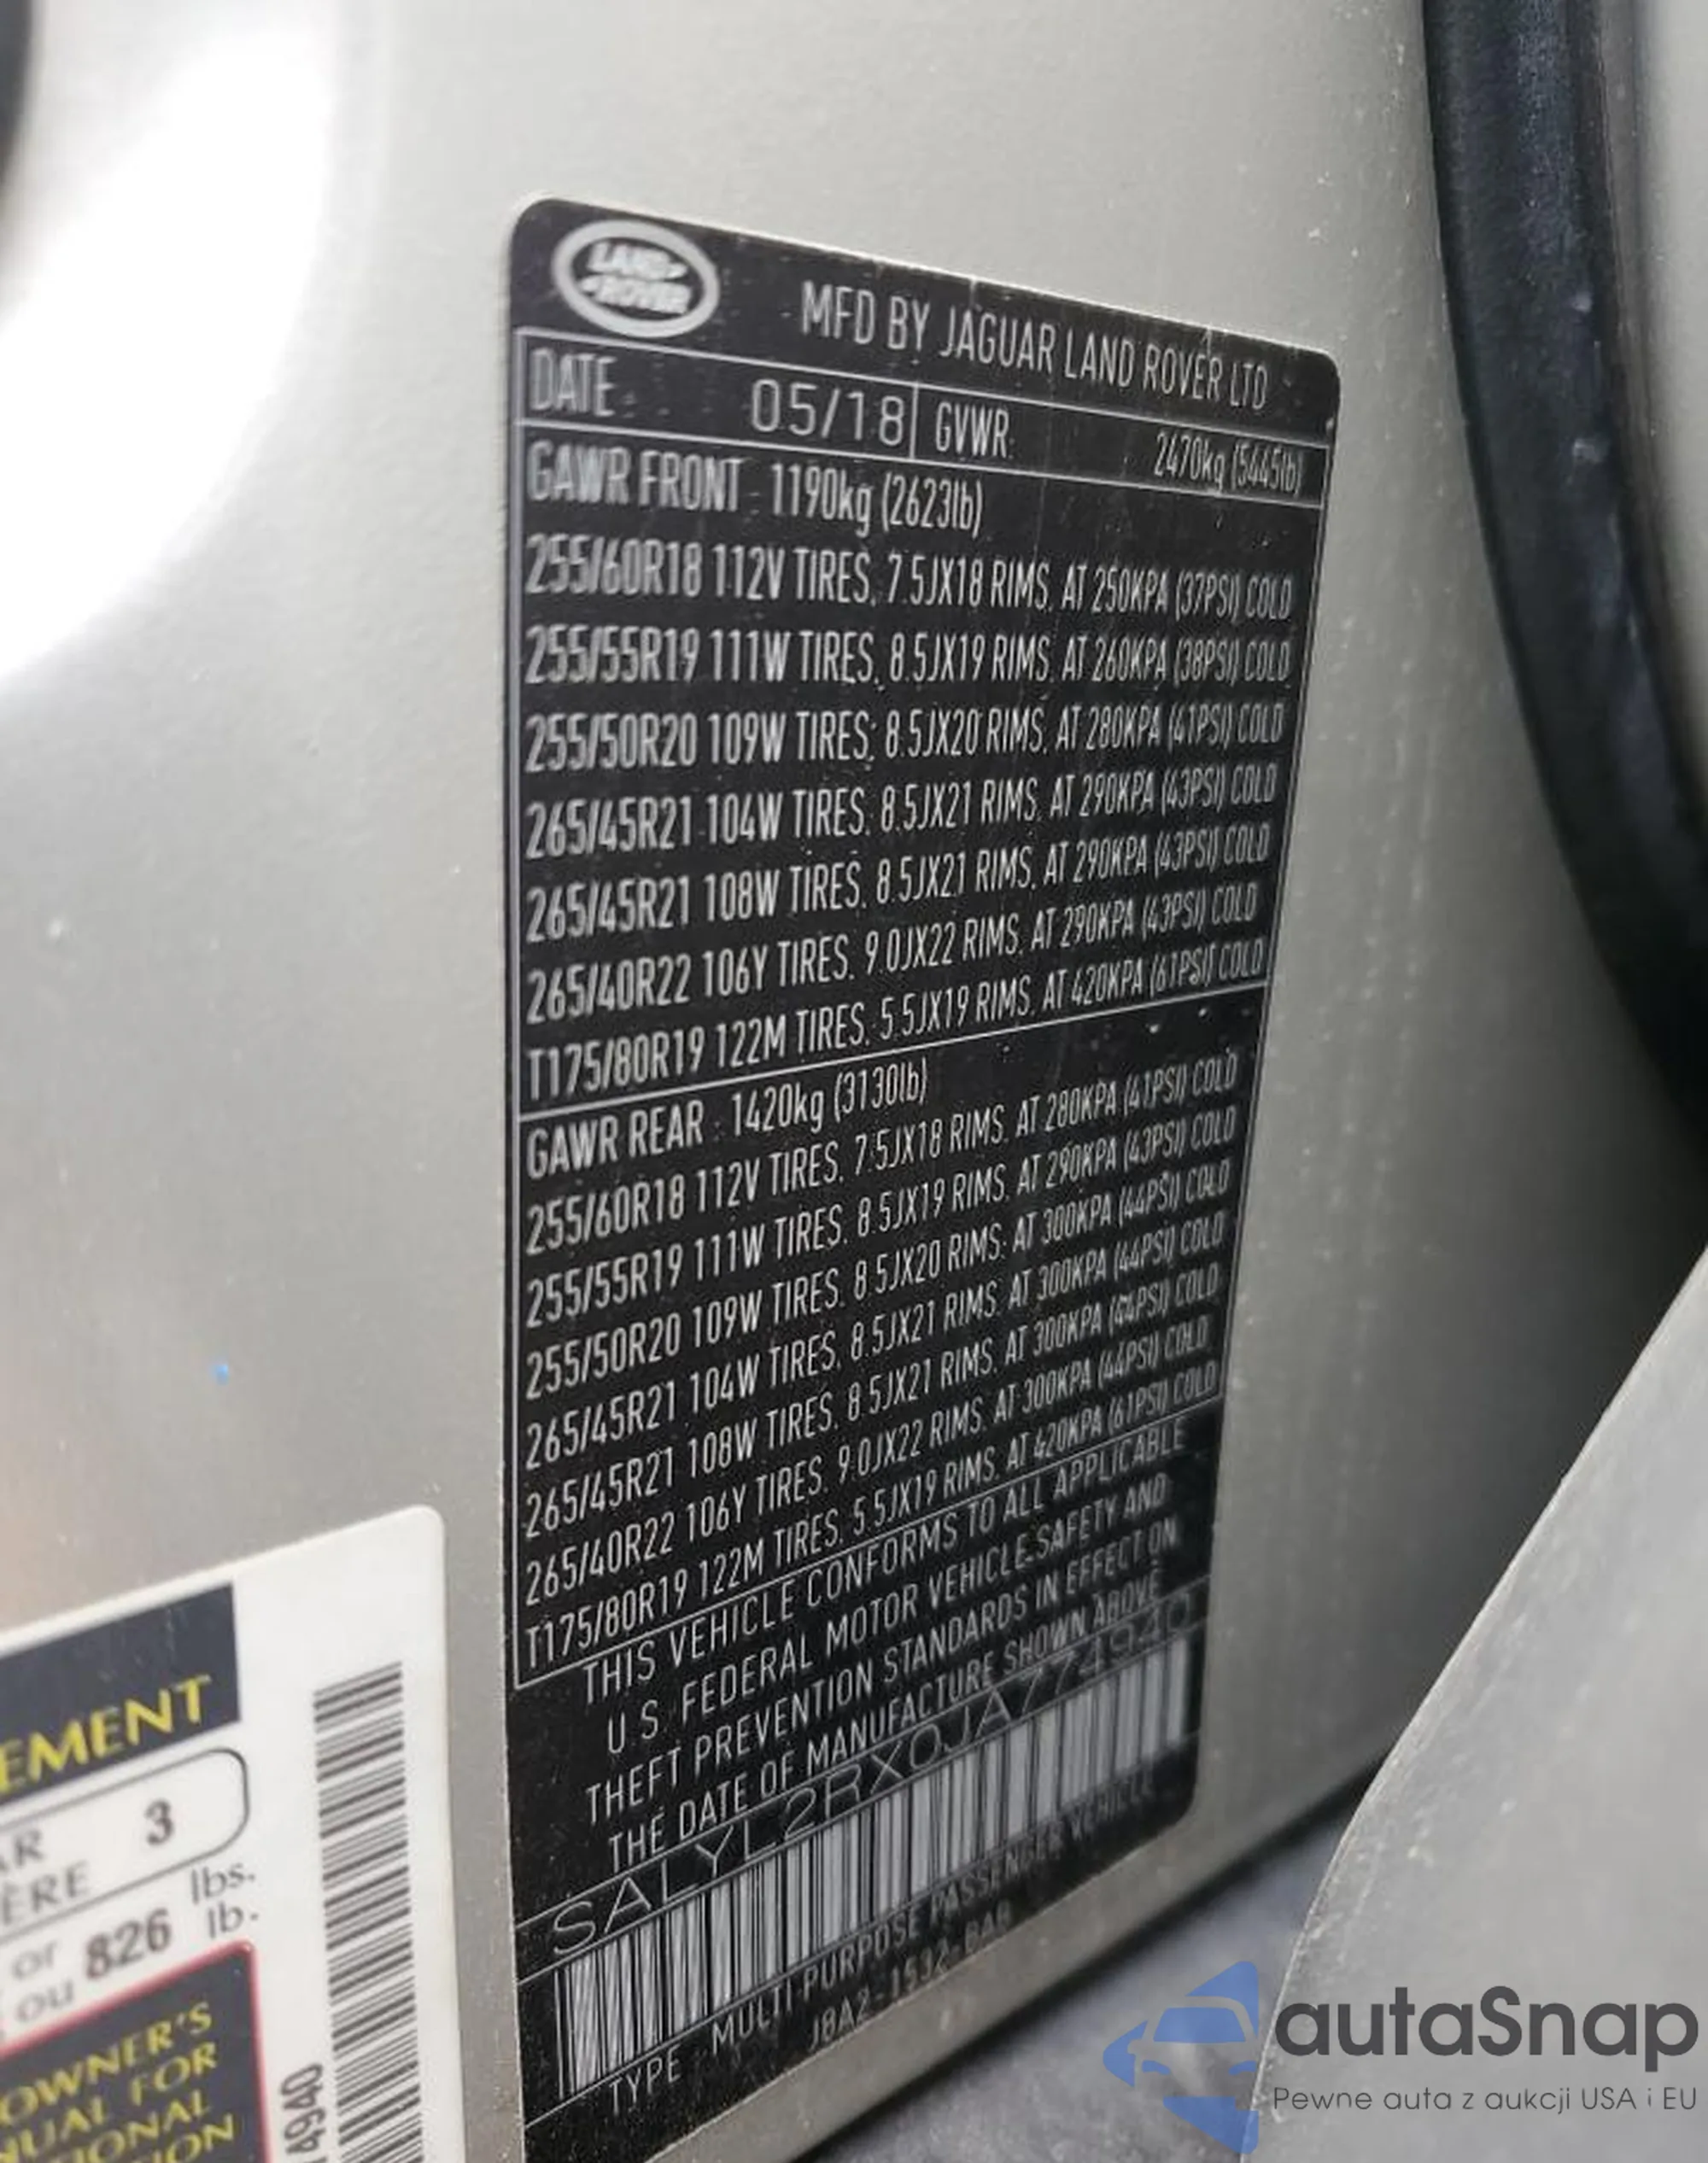 LAND ROVER
MFD BY JAGUAR LAND ROVER LTD
DATE: 05/18 GVWR: 2470kg (5445lb)
GAWR FRONT : 1190kg (2623lb)
255/60R18 112V TIRES, 7.5JX18 RIMS, AT 250KPA (37PSI) COLD
255/55R19 111W TIRES, 8.5JX19 RIMS, AT 260KPA (38PSI) COLD
255/50R20 109W TIRES, 8.5JX20 RIMS, AT 280KPA (41PSI) COLD
265/45R21 104W TIRES, 8.5JX21 RIMS, AT 290KPA (43PSI) COLD
265/45R21 108W TIRES, 8.5JX21 RIMS, AT 290KPA (43PSI) COLD
265/40R22 106Y TIRES, 9.0JX22 RIMS, AT 290KPA (43PSI) COLD
T175/80R19 122M TIRES, 5.5JX19 RIMS, AT 420KPA (61PSI) COLD
GAWR REAR : 1420kg (3130lb)
255/60R18 112V TIRES, 7.5JX18 RIMS, AT 280KPA (41PSI) COLD
255/55R19 111W TIRES, 8.5JX19 RIMS, AT 290KPA (43PSI) COLD
255/50R20 109W TIRES, 8.5JX20 RIMS, AT 300KPA (44PSI) COLD
265/45R21 104W TIRES, 8.5JX21 RIMS, AT 300KPA (44PSI) COLD
265/45R21 108W TIRES, 8.5JX21 RIMS, AT 300KPA (44PSI) COLD
265/40R22 106Y TIRES, 9.0JX22 RIMS, AT 300KPA (44PSI) COLD
T175/80R19 122M TIRES, 5.5JX19 RIMS, AT 420KPA (61PSI) COLD
THIS VEHICLE CONFORMS TO ALL APPLICABLE
U.S. FEDERAL MOTOR VEHICLE SAFETY AND
THEFT PREVENTION STANDARDS IN EFFECT ON
THE DATE OF MANUFACTURE SHOWN ABOVE
SALYL2RX0JA774940
TYPE : MULTI-PURPOSE PASSENGER VEHICLE
EMENT
AR 3
ÈRE
or 826 lbs.
ou lb.
OWNER'S
NUAL FOR
TIONAL
TION
74940
autaSnap
Pewne auta z aukcji USA i EU